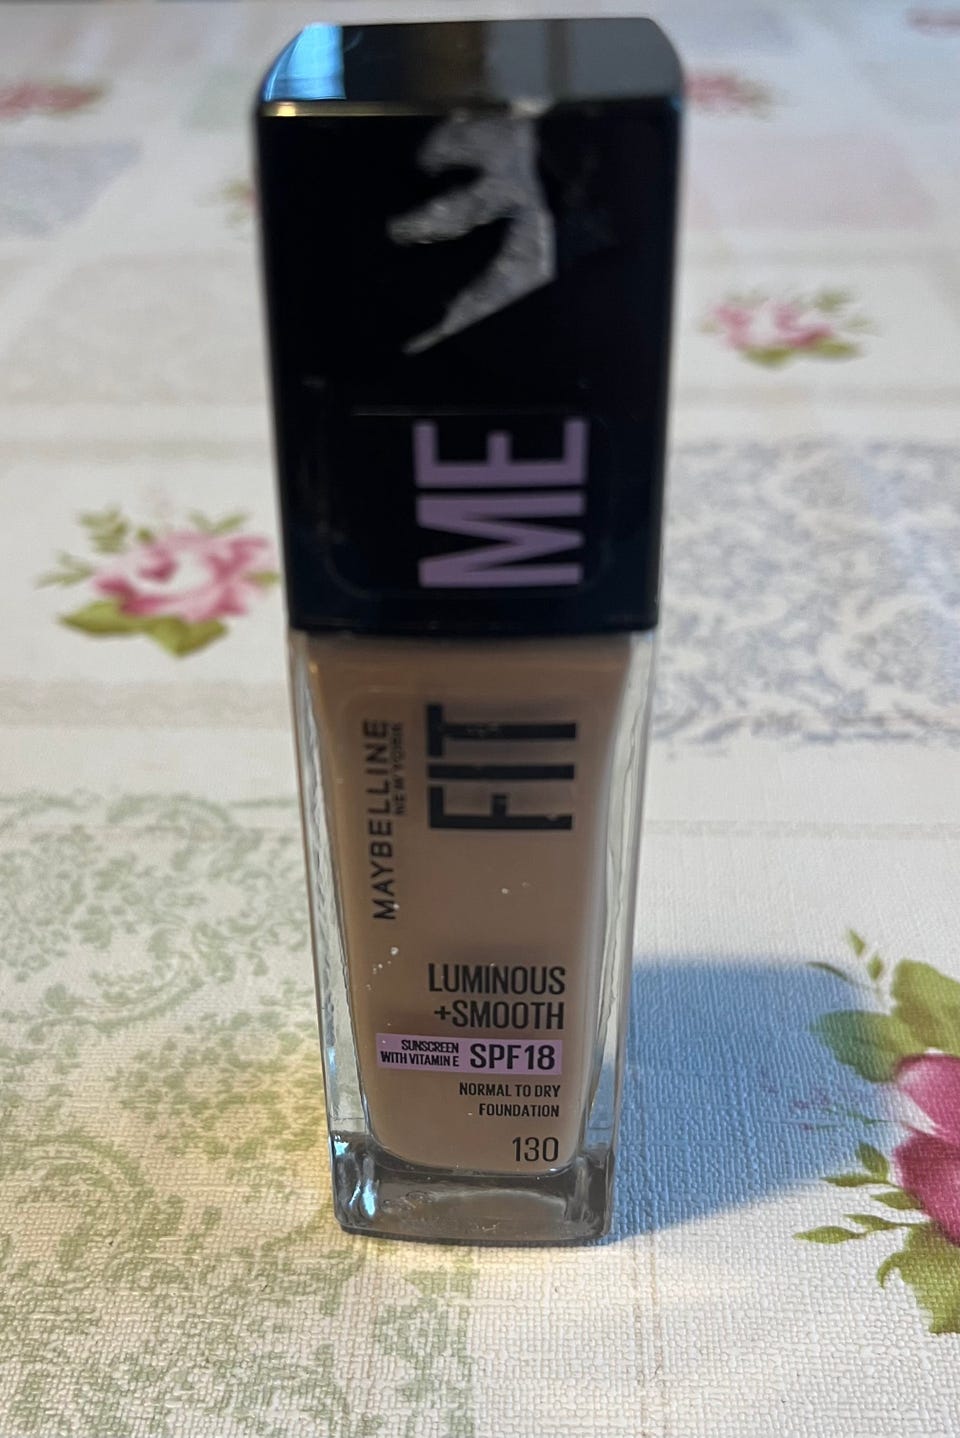 FIT ME
MAYBELLINE
NEW YORK
LUMINOUS
+SMOOTH
SUNSCREEN
WITH VITAMIN E
SPF18
NORMAL TO DRY
FOUNDATION
130